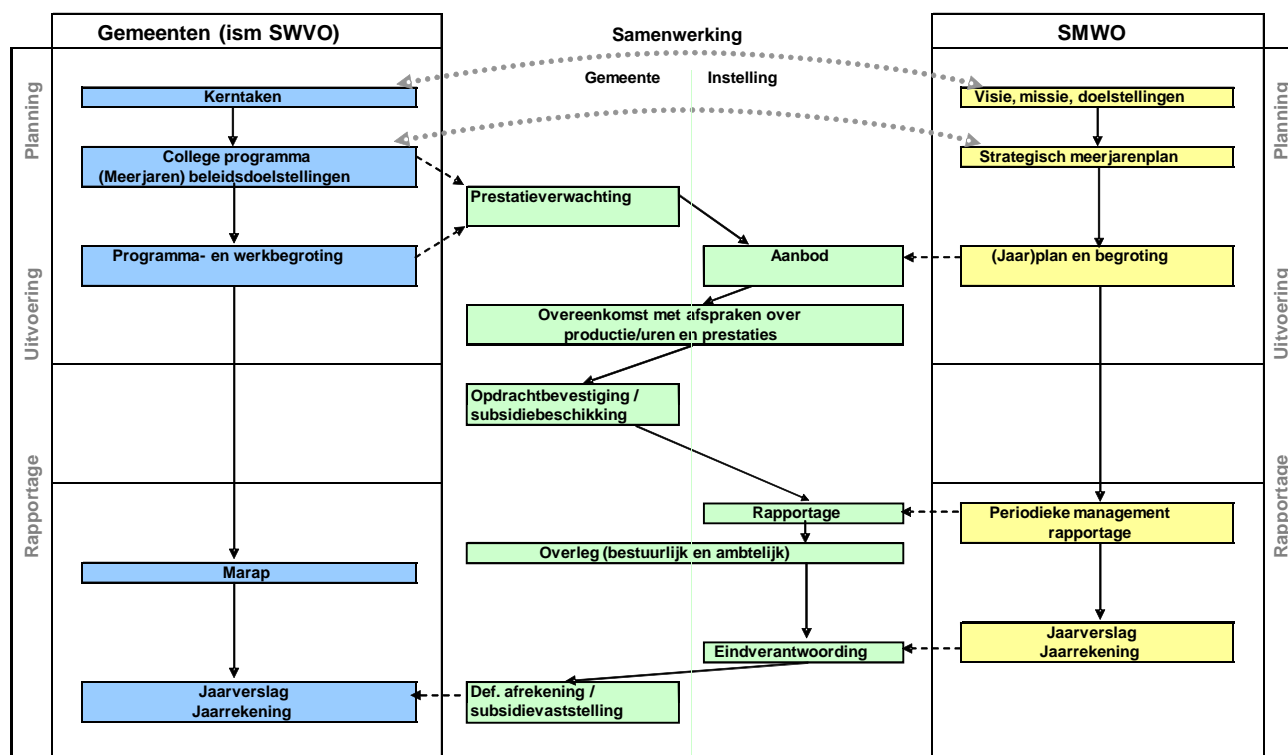 Gemeenten (ism SWVO)
Samenwerking
SMWO
Gemeente
Instelling
Planning
Uitvoering
Rapportage
Kerntaken
College programma
(Meerjaren) beleidsdoelstellingen
Programma- en werkbegroting
Marap
Jaarverslag
Jaarrekening
Prestatieverwachting
Aanbod
Overeenkomst met afspraken over
productie/uren en prestaties
Opdrachtbevestiging /
subsidiebeschikking
Rapportage
Overleg (bestuurlijk en ambtelijk)
Eindverantwoording
Def. afrekening /
subsidievaststelling
Visie, missie, doelstellingen
Strategisch meerjarenplan
(Jaar)plan en begroting
Periodieke management
rapportage
Jaarverslag
Jaarrekening
Planning
Uitvoering
Rapportage